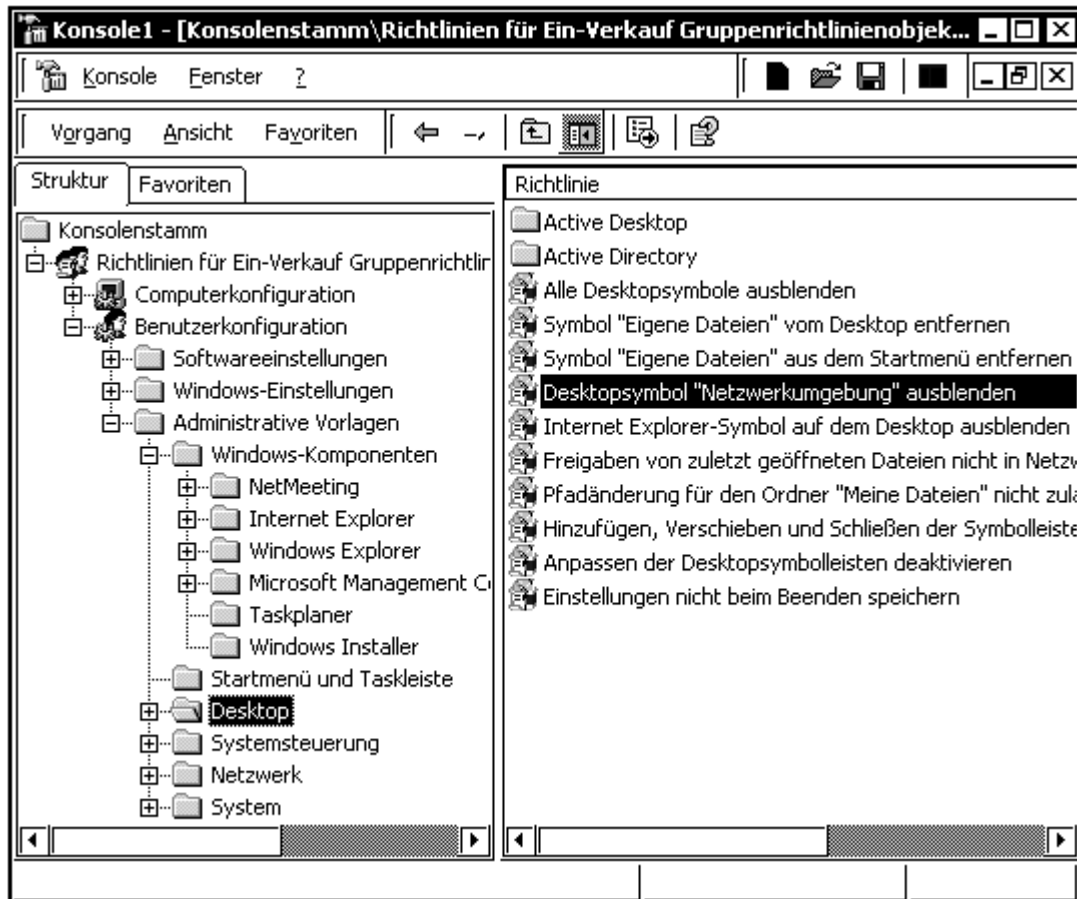 Konsole1 - [Konsolenstamm\Richtlinien für Ein-Verkauf Gruppenrichtlinienobjek...
Konsole Fenster ?
Vorgang Ansicht Favoriten
Struktur Favoriten
Konsolenstamm
Richtlinien für Ein-Verkauf Gruppenrichtlin
Computerkonfiguration
Benutzerkonfiguration
Softwareeinstellungen
Windows-Einstellungen
Administrative Vorlagen
Windows-Komponenten
NetMeeting
Internet Explorer
Windows Explorer
Microsoft Management C
Taskplaner
Windows Installer
Startmenü und Taskleiste
Desktop
Systemsteuerung
Netzwerk
System
Richtlinie
Active Desktop
Active Directory
Alle Desktopsymbole ausblenden
Symbol "Eigene Dateien" vom Desktop entfernen
Symbol "Eigene Dateien" aus dem Startmenü entfernen
Desktopsymbol "Netzwerkumgebung" ausblenden
Internet Explorer-Symbol auf dem Desktop ausblenden
Freigaben von zuletzt geöffneten Dateien nicht in Netzw
Pfadänderung für den Ordner "Meine Dateien" nicht zula
Hinzufügen, Verschieben und Schließen der Symbolleiste
Anpassen der Desktopsymbolleisten deaktivieren
Einstellungen nicht beim Beenden speichern